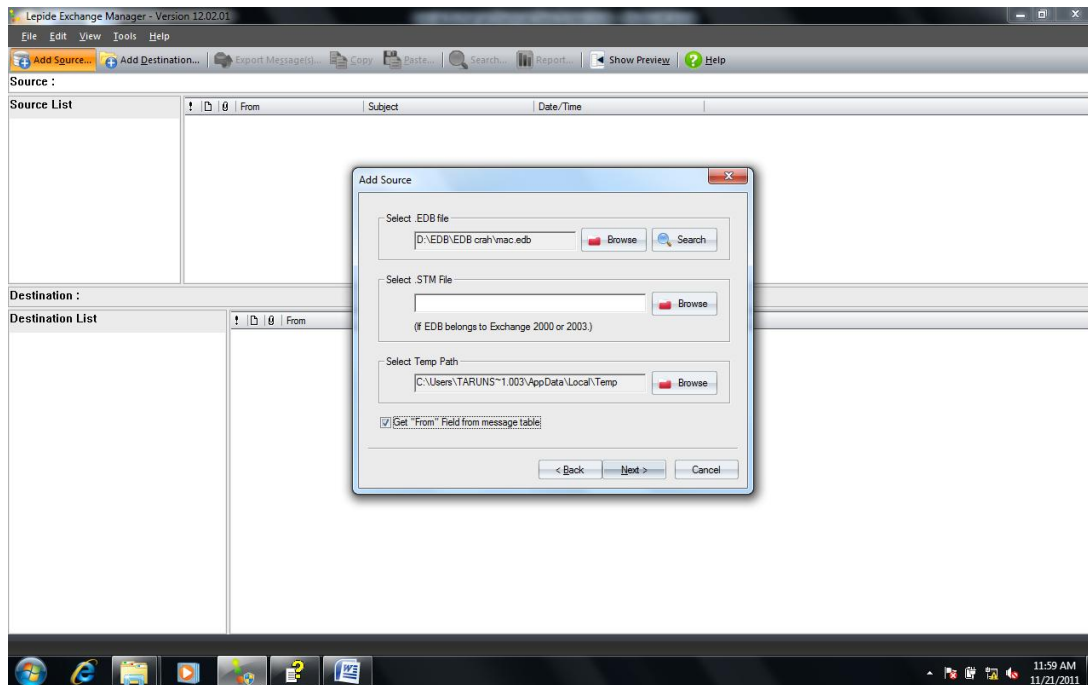 Lepide Exchange Manager - Version 12.02.01
File Edit View Tools Help
Add Source... Add Destination... Export Message(s)... Copy Paste... Search... Report... Show Preview Help
Source :
Source List ! From Subject Date/Time
Add Source
Select .EDB file
D:\EDB\EDB crah\mac.edb Browse Search
Select .STM File
Browse
(If EDB belongs to Exchange 2000 or 2003.)
Select Temp Path
C:\Users\TARUNS~1.003\AppData\Local\Temp Browse
Get "From" Field from message table
< Back Next > Cancel
Destination :
Destination List ! From
11:59 AM
11/21/2011